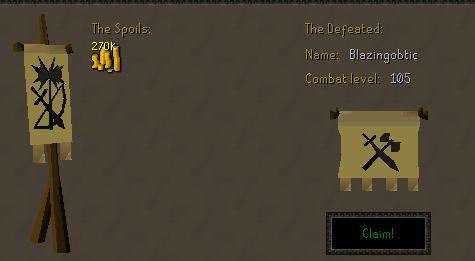 The Spoils:
270K
The Defeated:
Name: Blazingobtic
Combat level: 105
Claim!